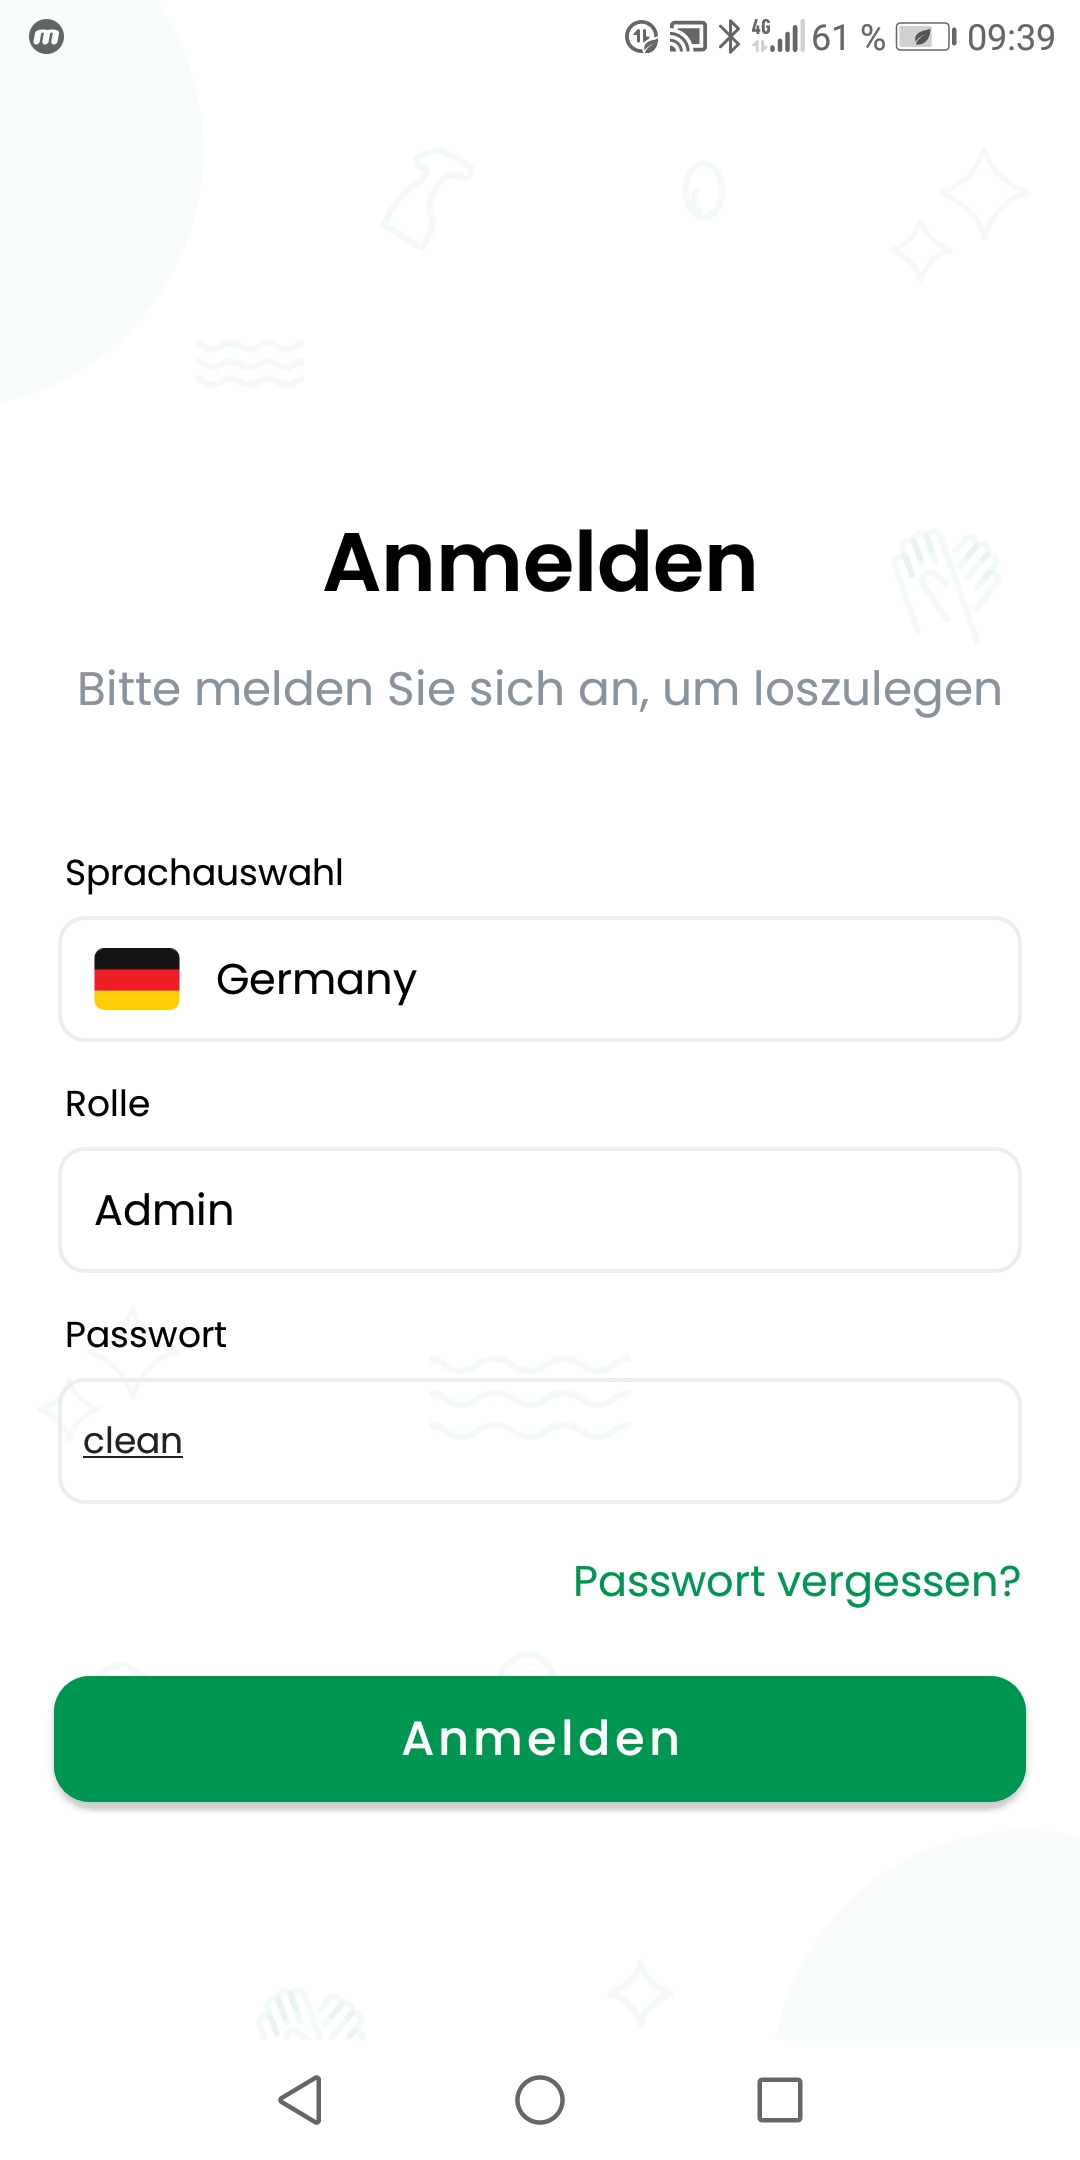 m 4G 61 % 09:39
Anmelden
Bitte melden Sie sich an, um loszulegen
Sprachauswahl
Germany
Rolle
Admin
Passwort
clean
Passwort vergessen?
Anmelden